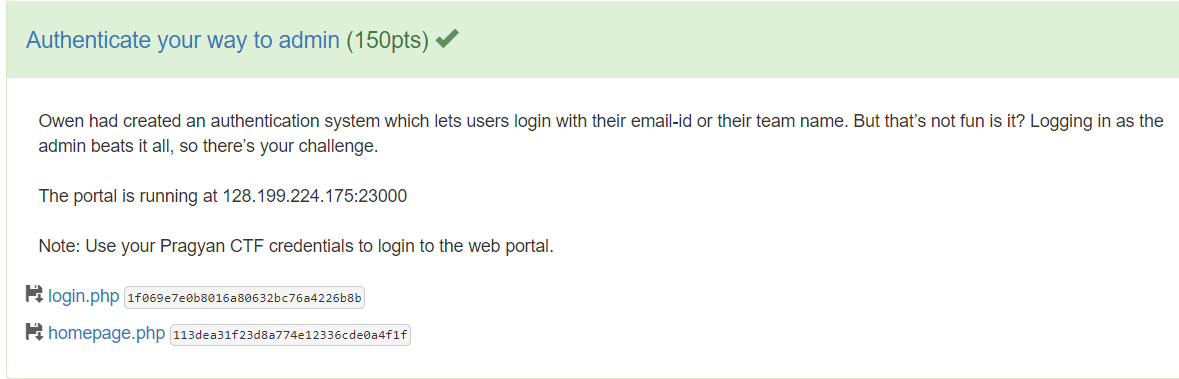 Authenticate your way to admin (150pts)
Owen had created an authentication system which lets users login with their email-id or their team name. But that’s not fun is it? Logging in as the
admin beats it all, so there’s your challenge.
The portal is running at 128.199.224.175:23000
Note: Use your Pragyan CTF credentials to login to the web portal.
login.php 1f069e7e0b8016a80632bc76a4226b8b
homepage.php 113dea31f23d8a774e12336cde0a4f1f